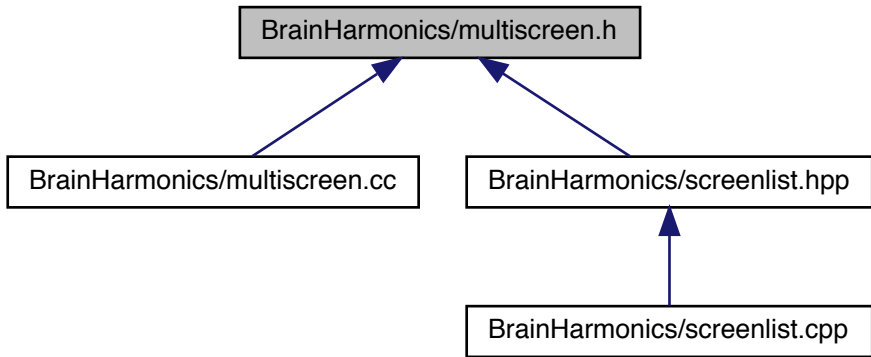 BrainHarmonics/multiscreen.h
BrainHarmonics/multiscreen.cc
BrainHarmonics/screenlist.hpp
BrainHarmonics/screenlist.cpp